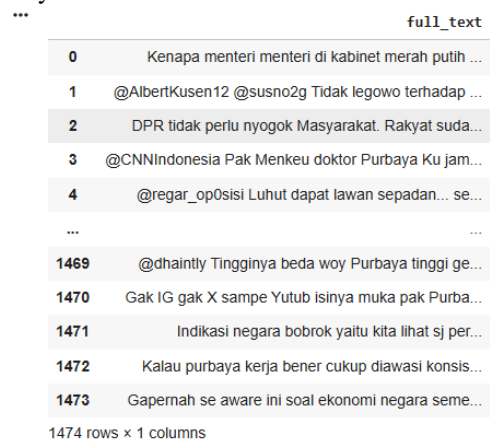 ...
full_text
0 Kenapa menteri menteri di kabinet merah putih ...
1 @AlbertKusen12 @susno2g Tidak legowo terhadap ...
2 DPR tidak perlu nyogok Masyarakat. Rakyat suda...
3 @CNNIndonesia Pak Menkeu doktor Purbaya Ku jam...
4 @regar_op0sisi Luhut dapat lawan sepadan... se...
... ...
1469 @dhaintly Tingginya beda woy Purbaya tinggi ge...
1470 Gak IG gak X sampe Yutub isinya muka pak Purba...
1471 Indikasi negara bobrok yaitu kita lihat sj per...
1472 Kalau purbaya kerja bener cukup diawasi konsis...
1473 Gapernah se aware ini soal ekonomi negara seme...
1474 rows × 1 columns